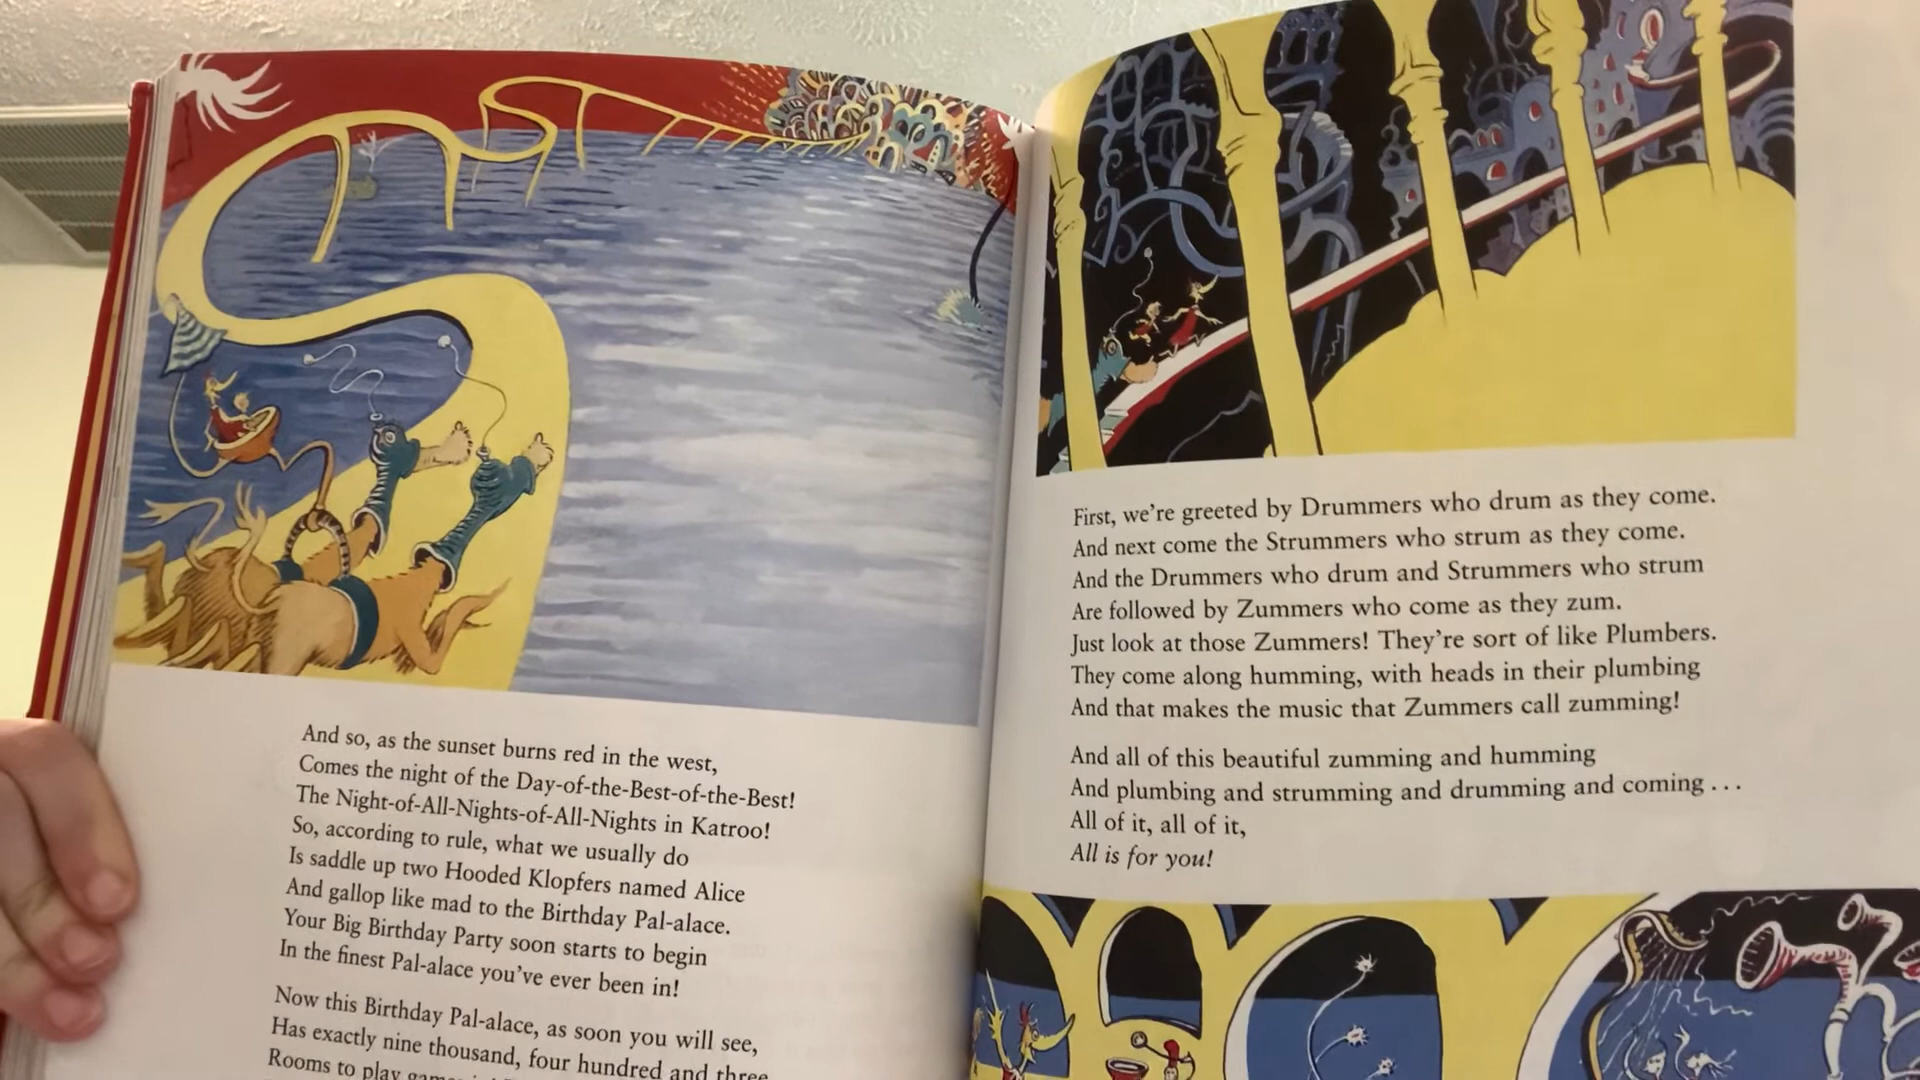 And so, as the sunset burns red in the west,
Comes the night of the Day-of-the-Best-of-the-Best!
The Night-of-All-Nights-of-All-Nights in Katroo!
So, according to rule, what we usually do
Is saddle up two Hooded Klopfers named Alice
And gallop like mad to the Birthday Pal-alace.
Your Big Birthday Party soon starts to begin
In the finest Pal-alace you've ever been in!
Now this Birthday Pal-alace, as soon you will see,
Has exactly nine thousand, four hundred and three
Rooms to play
First, we're greeted by Drummers who drum as they come.
And next come the Strummers who strum as they come.
And the Drummers who drum and Strummers who strum
Are followed by Zummers who come as they zum.
Just look at those Zummers! They're sort of like Plumbers.
They come along humming, with heads in their plumbing
And that makes the music that Zummers call zumming!
And all of this beautiful zumming and humming
And plumbing and strumming and drumming and coming . . .
All of it, all of it,
All is for you!